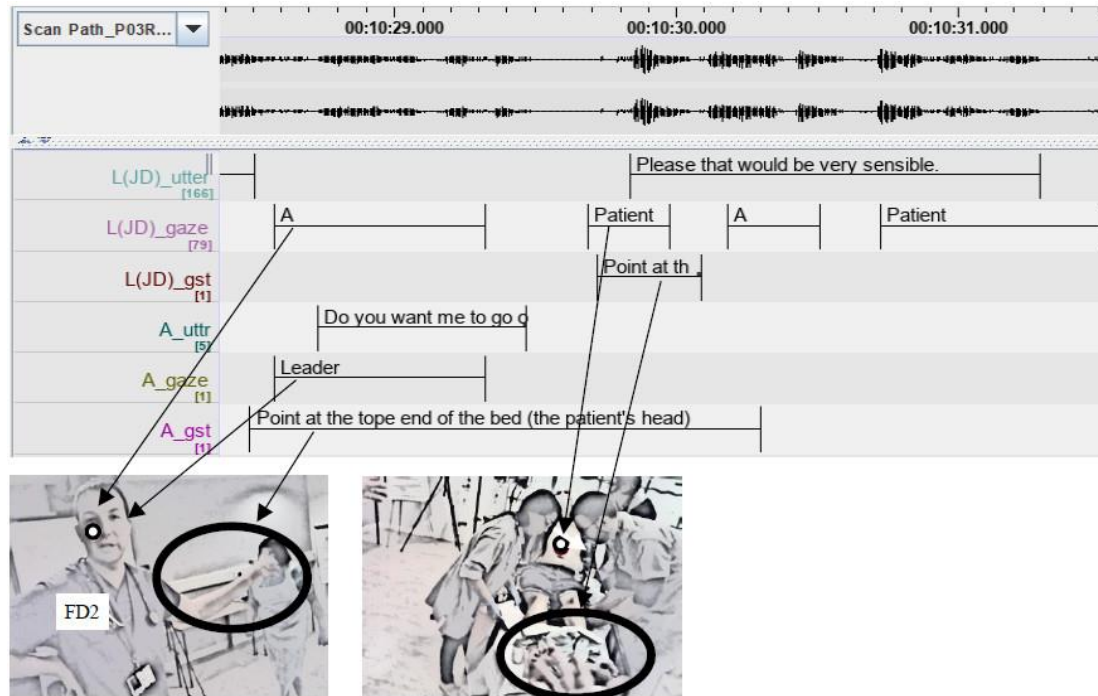 Scan Path_P03R...
00:10:29.000 00:10:30.000 00:10:31.000
L(JD)_utter Please that would be very sensible.
[166]
L(JD)_gaze A Patient A Patient
[79]
L(JD)_gst Point at th
[1]
A_uttr Do you want me to go o
[5]
A_gaze Leader
[1]
A_gst Point at the tope end of the bed (the patient's head)
[1]
FD2